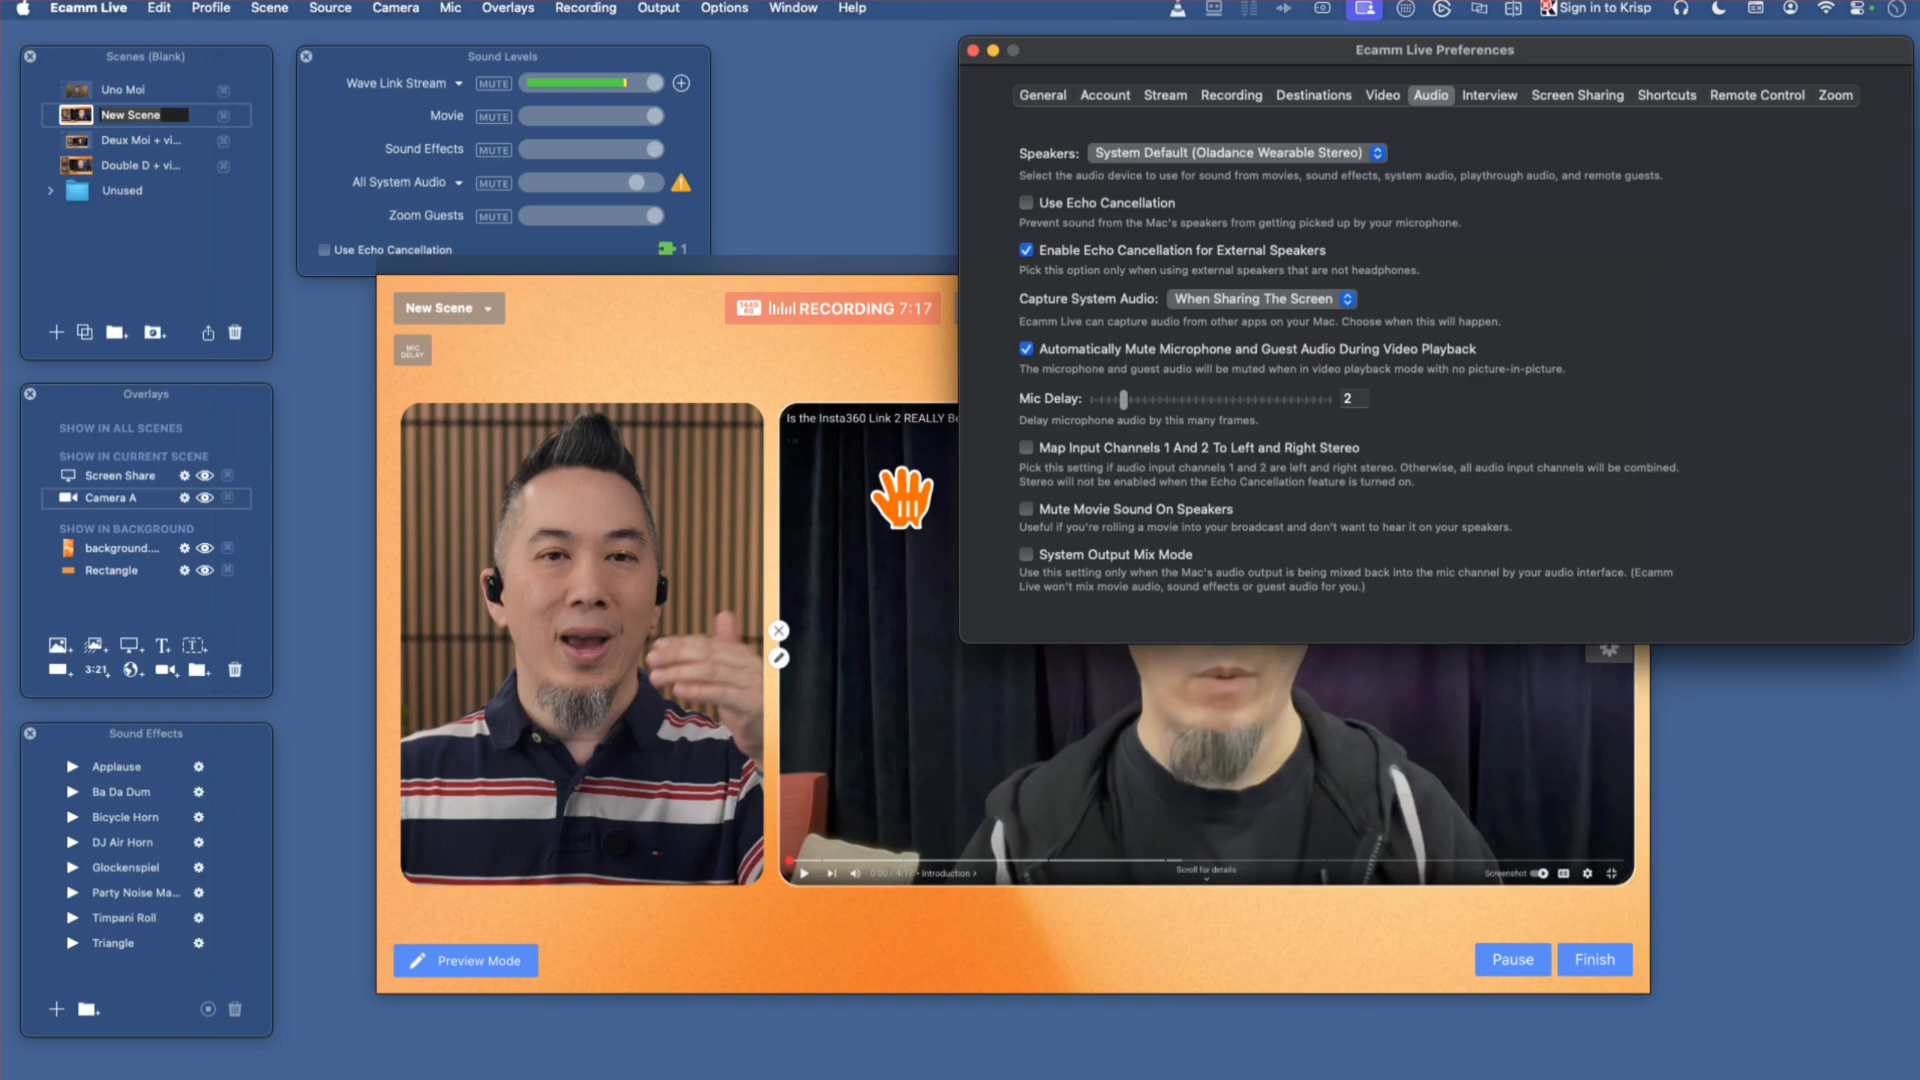 Ecamm Live Edit Profile Scene Source Camera Mic Overlays Recording Output Options Window Help
Sign in to Krisp
Scenes (Blank)
Uno Moi
New Scene
Deux Moi + vi...
Double D + vi...
Unused
Sound Levels
Wave Link Stream MUTE
Movie MUTE
Sound Effects MUTE
All System Audio MUTE
Zoom Guests MUTE
Use Echo Cancellation 1
Ecamm Live Preferences
General Account Stream Recording Destinations Video Audio Interview Screen Sharing Shortcuts Remote Control Zoom
Speakers: System Default (Oladance Wearable Stereo)
Select the audio device to use for sound from movies, sound effects, system audio, playthrough audio, and remote guests.
Use Echo Cancellation
Prevent sound from the Mac's speakers from getting picked up by your microphone.
Enable Echo Cancellation for External Speakers
Pick this option only when using external speakers that are not headphones.
Capture System Audio: When Sharing The Screen
Ecamm Live can capture audio from other apps on your Mac. Choose when this will happen.
Automatically Mute Microphone and Guest Audio During Video Playback
The microphone and guest audio will be muted when in video playback mode with no picture-in-picture.
Mic Delay: 2
Delay microphone audio by this many frames.
Map Input Channels 1 And 2 To Left and Right Stereo
Pick this setting if audio input channels 1 and 2 are left and right stereo. Otherwise, all audio input channels will be combined.
Stereo will not be enabled when the Echo Cancellation feature is turned on.
Mute Movie Sound On Speakers
Useful if you're rolling a movie into your broadcast and don't want to hear it on your speakers.
System Output Mix Mode
Use this setting only when the Mac's audio output is being mixed back into the mic channel by your audio interface. (Ecamm
Live won't mix movie audio, sound effects or guest audio for you.)
New Scene
1440
60
RECORDING 7:17
MIC
DELAY
Is the Insta360 Link 2 REALLY Be
0:00 / 4:17 • Introduction
Scroll for details
Screenshot
Preview Mode
Pause
Finish
Overlays
SHOW IN ALL SCENES
SHOW IN CURRENT SCENE
Screen Share
Camera A
SHOW IN BACKGROUND
background....
Rectangle
3:21
Sound Effects
Applause
Ba Da Dum
Bicycle Horn
DJ Air Horn
Glockenspiel
Party Noise Ma...
Timpani Roll
Triangle